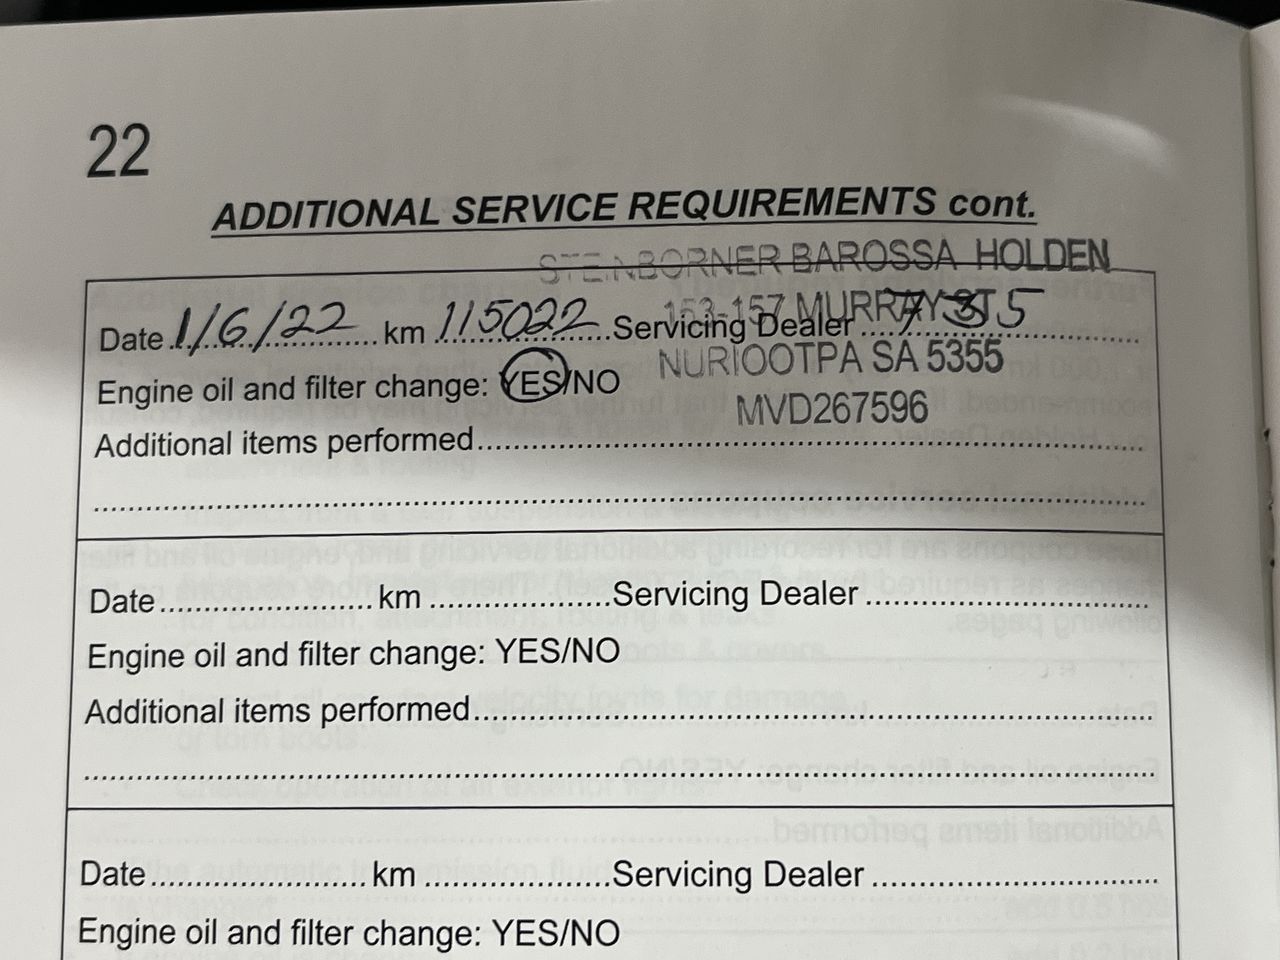 22
ADDITIONAL SERVICE REQUIREMENTS cont.
STEINBORNER BAROSSA HOLDEN
153-157 MURRAY ST
Date 1/6/22 km 115022 Servicing Dealer
NURIOOTPA SA 5355
Engine oil and filter change: YES/NO
MVD267596
Additional items performed
Date km Servicing Dealer
Engine oil and filter change: YES/NO
Additional items performed
Date km Servicing Dealer
Engine oil and filter change: YES/NO